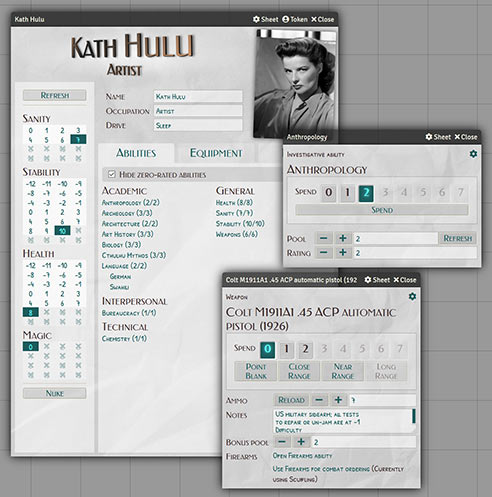 Kath Hulu
Sheet Token Close
Kath Hulu
Artist
Refresh
Name Kath Hulu
Occupation Artist
Drive Sleep
Sanity
0 1 2 3
4 5 6 7
Stability
-12 -11 -10 -9
-8 -7 -6 -5
-4 -3 -2 -1
0 1 2 3
4 5 6 7
8 9 10
Health
-12 -11 -10 -9
-8 -7 -6 -5
-4 -3 -2 -1
0 1 2 3
4 5 6 7
8
Magic
0
Nuke
Abilities Equipment
Hide zero-rated abilities
Academic
Anthropology (2/2)
Archeology (3/3)
Architecture (2/2)
Art History (3/3)
Biology (3/3)
Cthulhu Mythos (3/3)
Language (2/2)
German
Swahili
Interpersonal
Bureaucracy (1/1)
Technical
Chemistry (1/1)
General
Health (8/8)
Sanity (7/7)
Stability (10/10)
Weapons (6/6)
Anthropology
Sheet Close
Investigative ability
Anthropology
Spend 0 1 2 3 4 5 6 7
Spend
Pool − + 2 Refresh
Rating − + 2
Colt M1911A1 .45 ACP automatic pistol (192
Sheet Close
Weapon
Colt M1911A1 .45 ACP automatic
pistol (1926)
Spend 0 1 2 3 4 5 6 7
Point Blank
Close Range
Near Range
Long Range
Ammo Reload − + 7
Notes US military sidearm; all tests
to repair or un-jam are at -1
Difficulty
Bonus pool − + 2
Firearms Open Firearms ability
Use Firearms for combat ordering (Currently
using Scuffling)